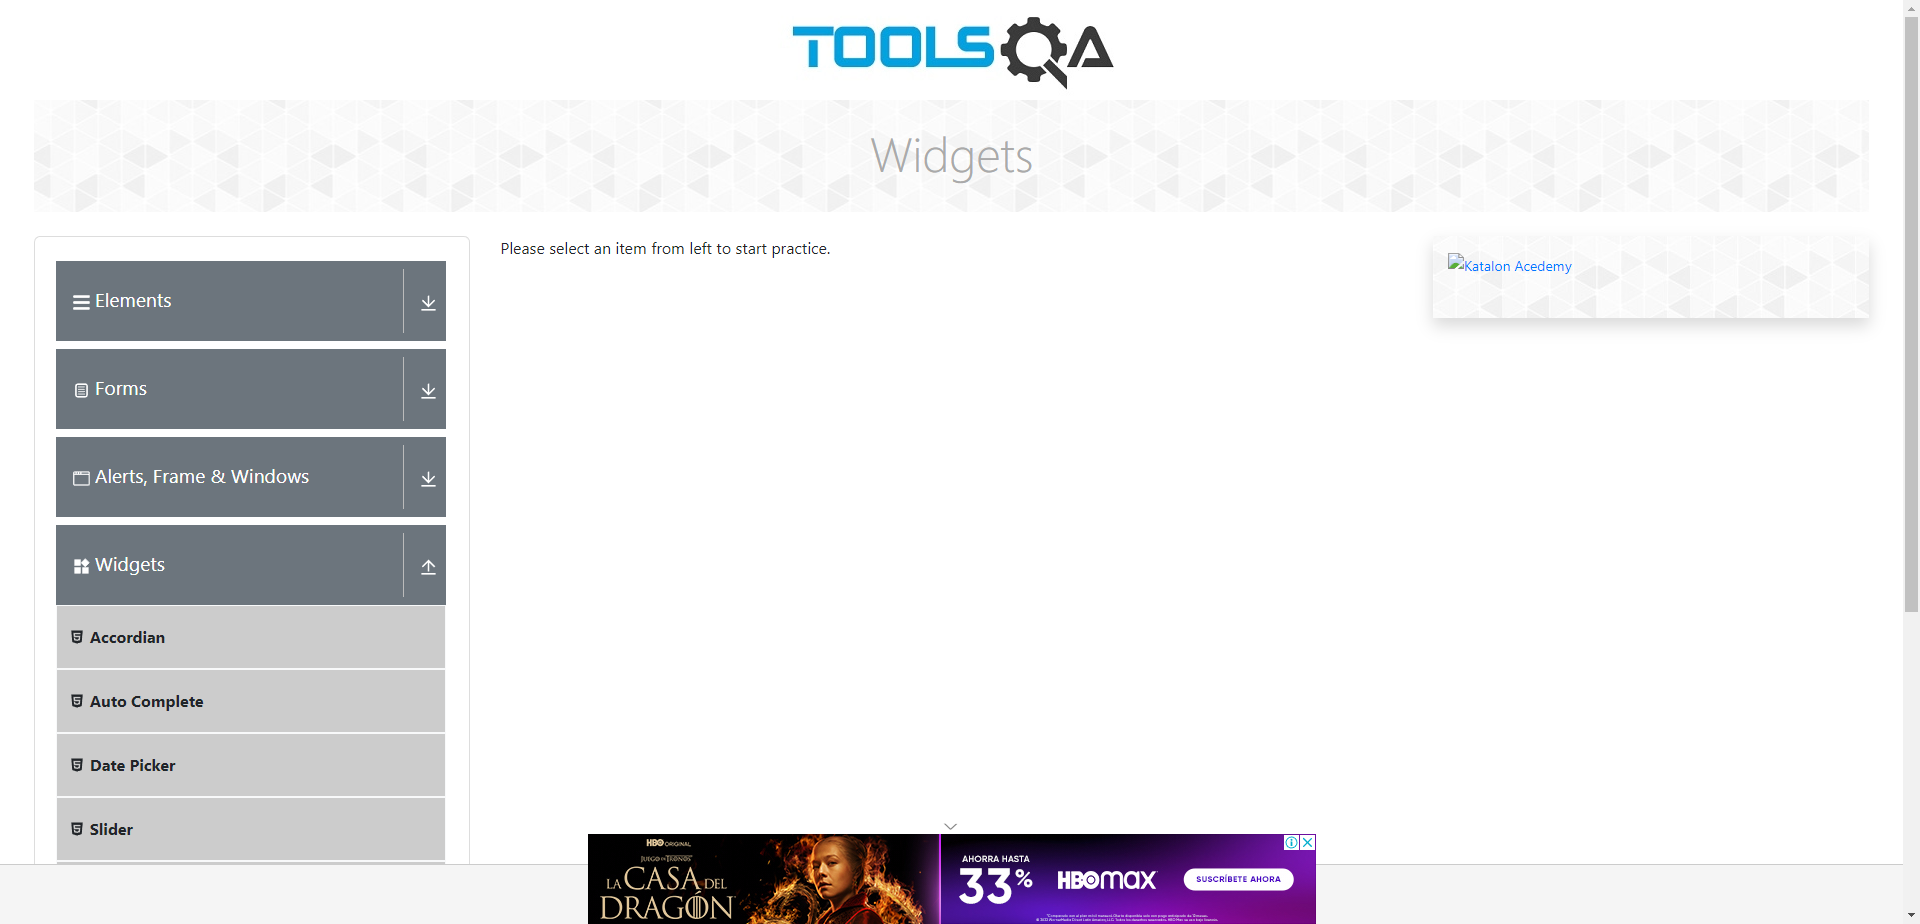 TOOLSQA
Widgets
Elements
Forms
Alerts, Frame & Windows
Widgets
Accordian
Auto Complete
Date Picker
Slider
Please select an item from left to start practice.
Katalon Acedemy
HBO ORIGINAL
JUEGO DE TRONOS
LA CASA DEL
DRAGÓN
AHORRA HASTA
33%
HBOMAX
SUSCRÍBETE AHORA